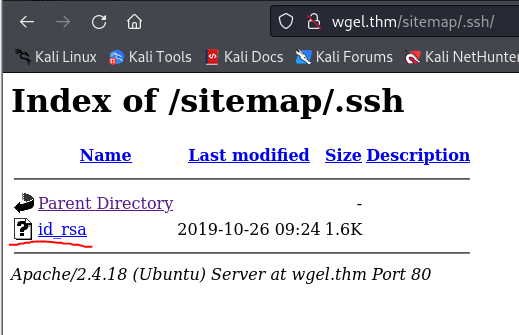 wgel.thm/sitemap/.ssh/
Kali Linux Kali Tools Kali Docs Kali Forums Kali NetHunte
Index of /sitemap/.ssh
Name Last modified Size Description
Parent Directory -
id_rsa 2019-10-26 09:24 1.6K
Apache/2.4.18 (Ubuntu) Server at wgel.thm Port 80